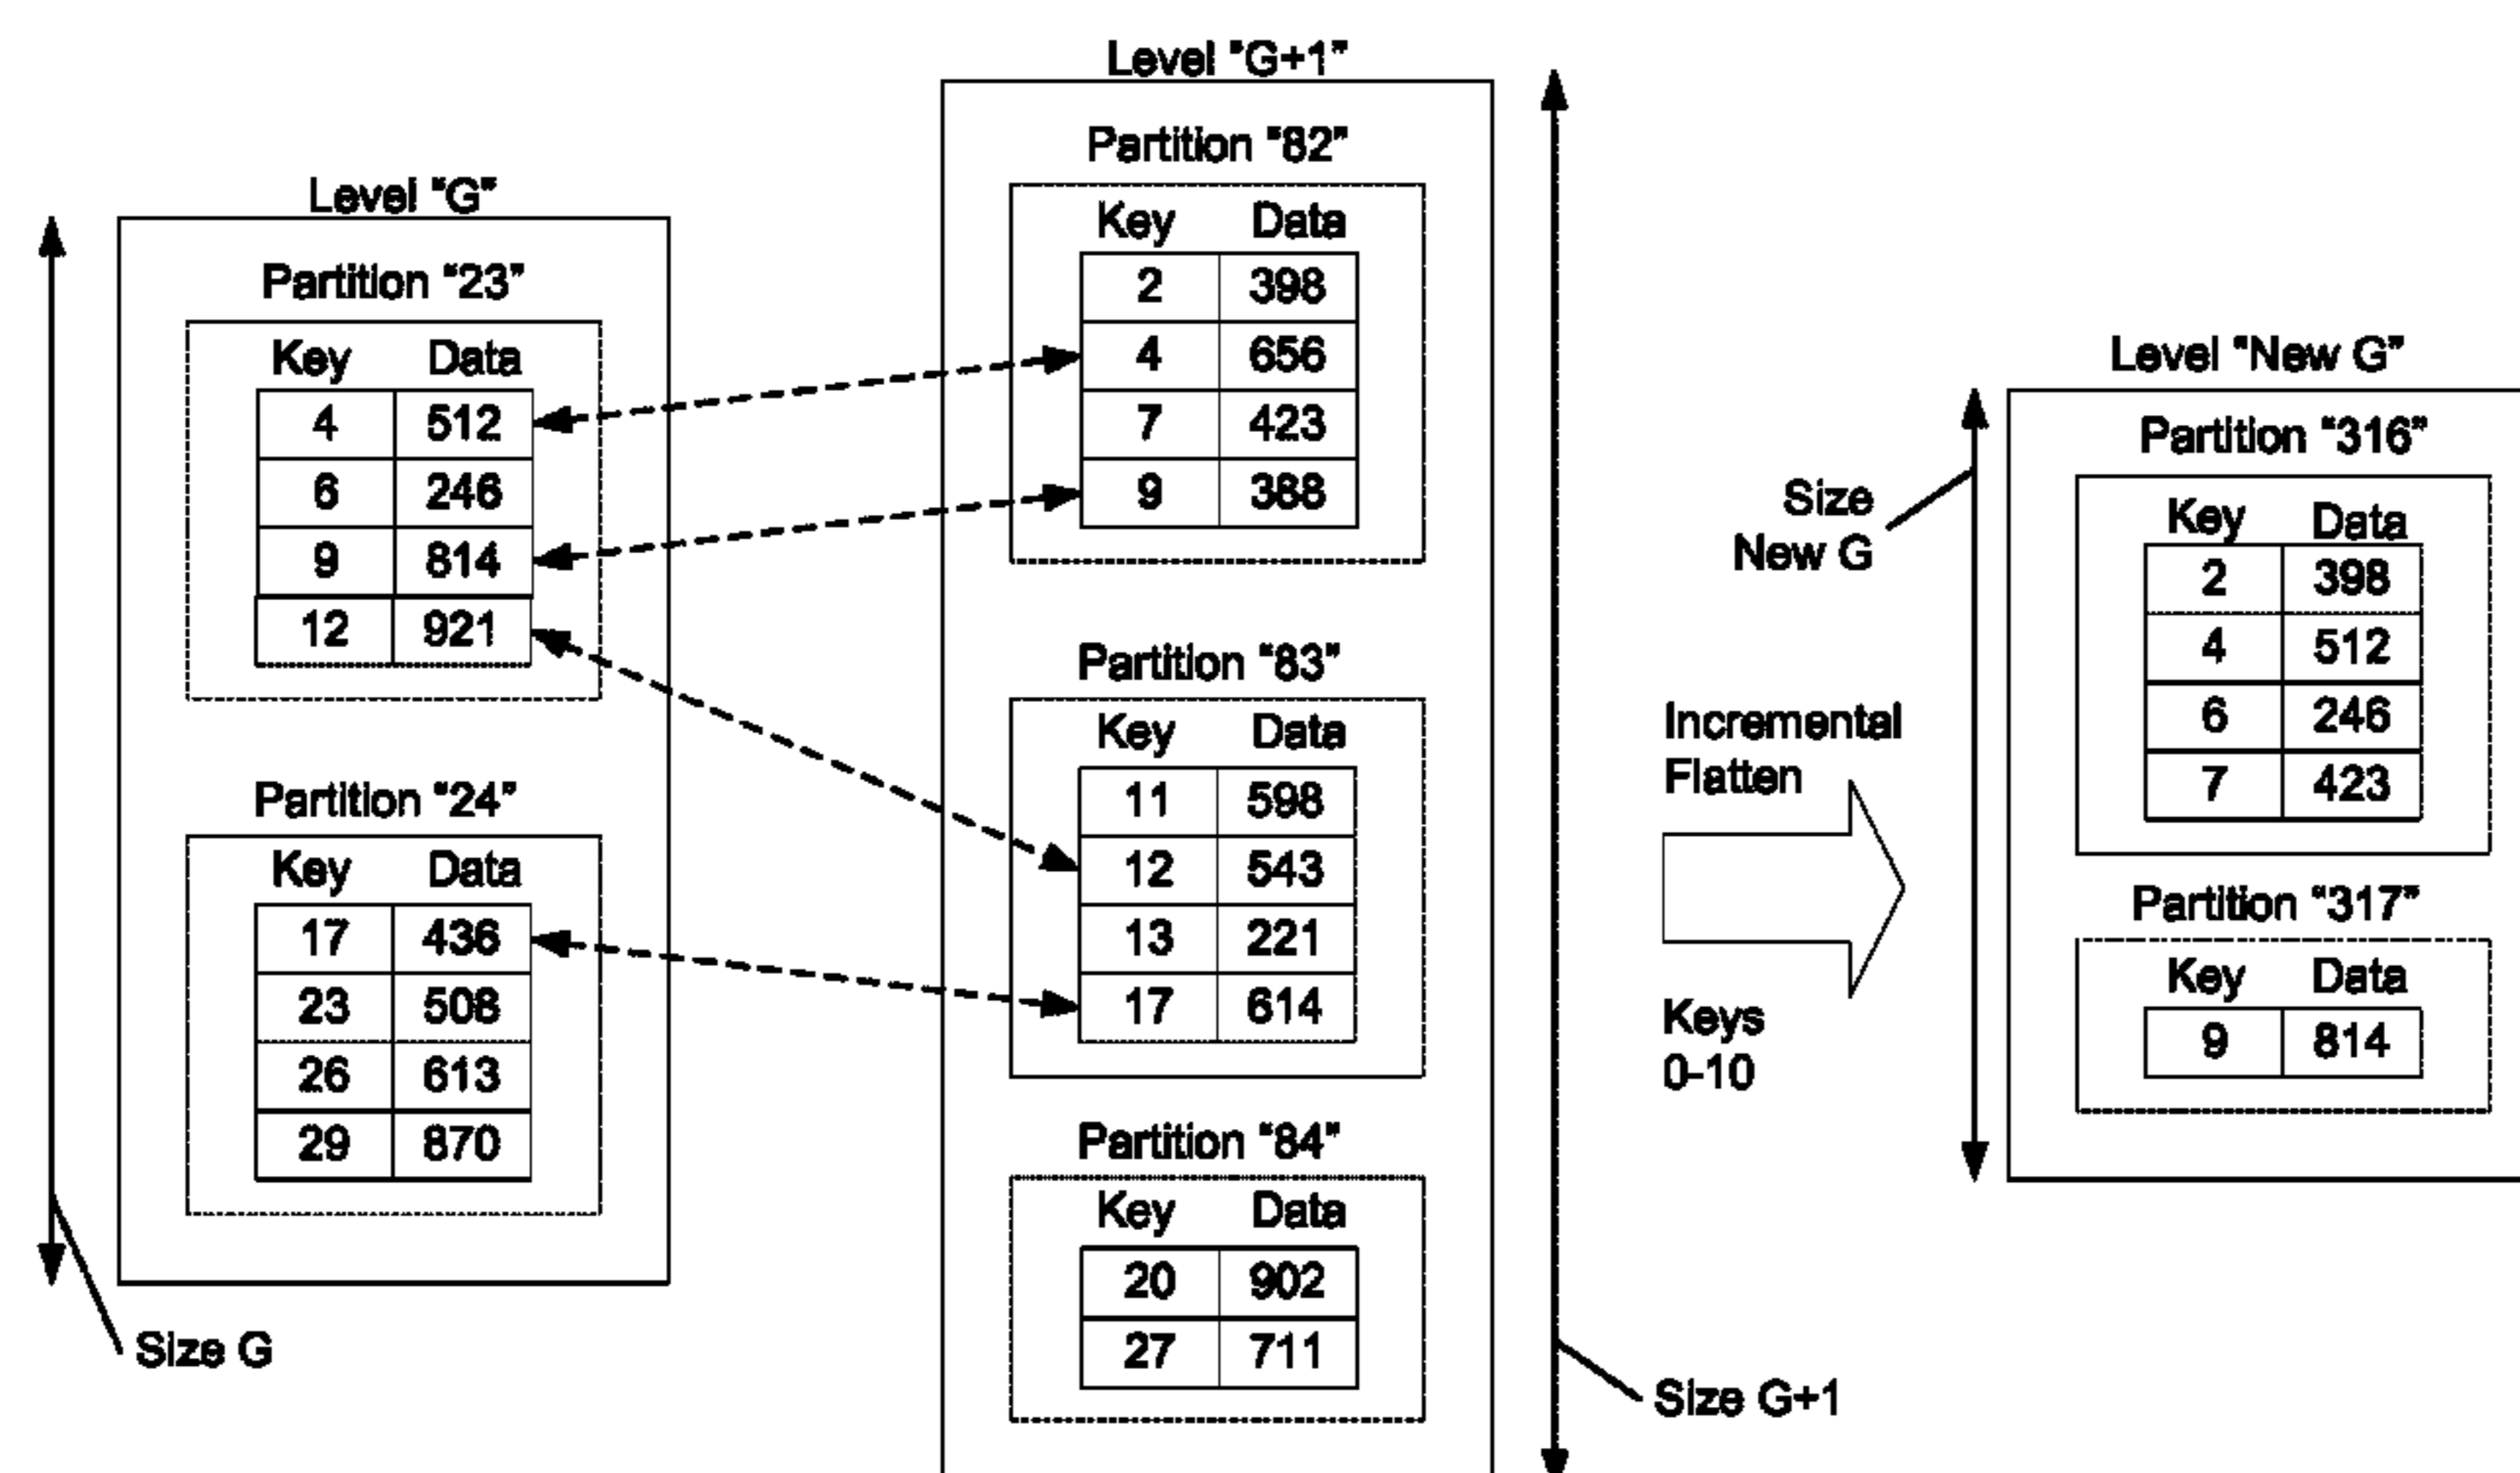 Level "G"
Partition "23"
Key Data
4 512
6 246
9 814
12 921
Partition "24"
Key Data
17 436
23 508
26 613
29 870
Size G
Level "G+1"
Partition "82"
Key Data
2 398
4 656
7 423
9 388
Partition "83"
Key Data
11 598
12 543
13 221
17 614
Partition "84"
Key Data
20 902
27 711
Size G+1
Incremental
Flatten
Keys
0-10
Level "New G"
Size
New G
Partition "316"
Key Data
2 398
4 512
6 246
7 423
Partition "317"
Key Data
9 814